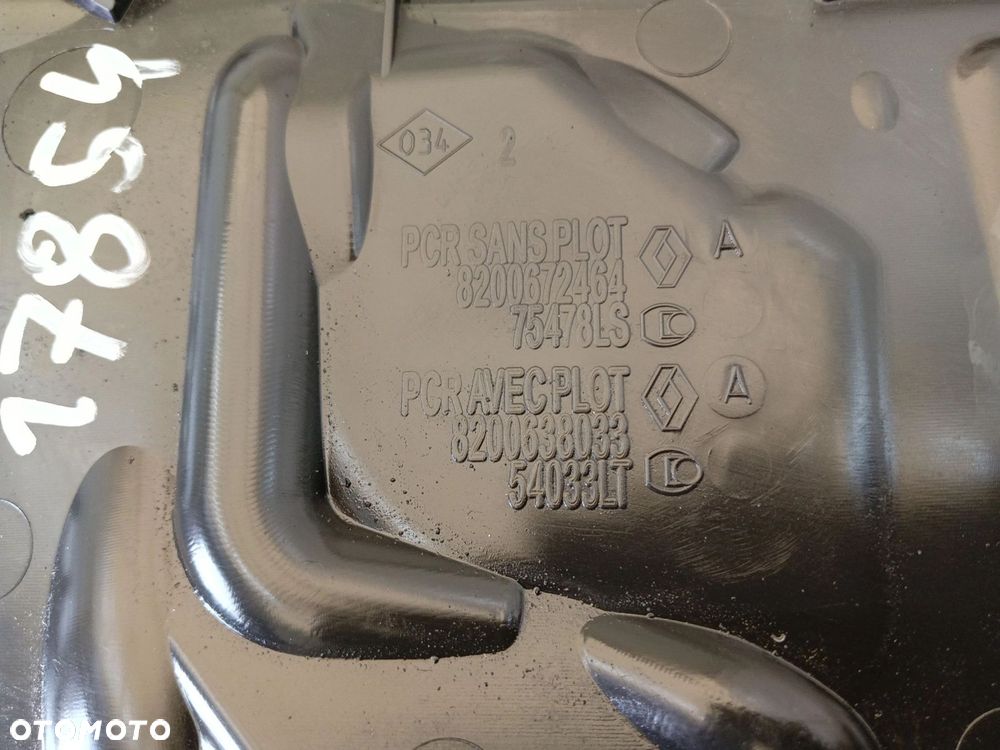 17854
034
2
PCR SANS PLOT
8200672464
A
75478LS
PCR AVEC PLOT
8200638033
A
54033LT
OTOMOTO